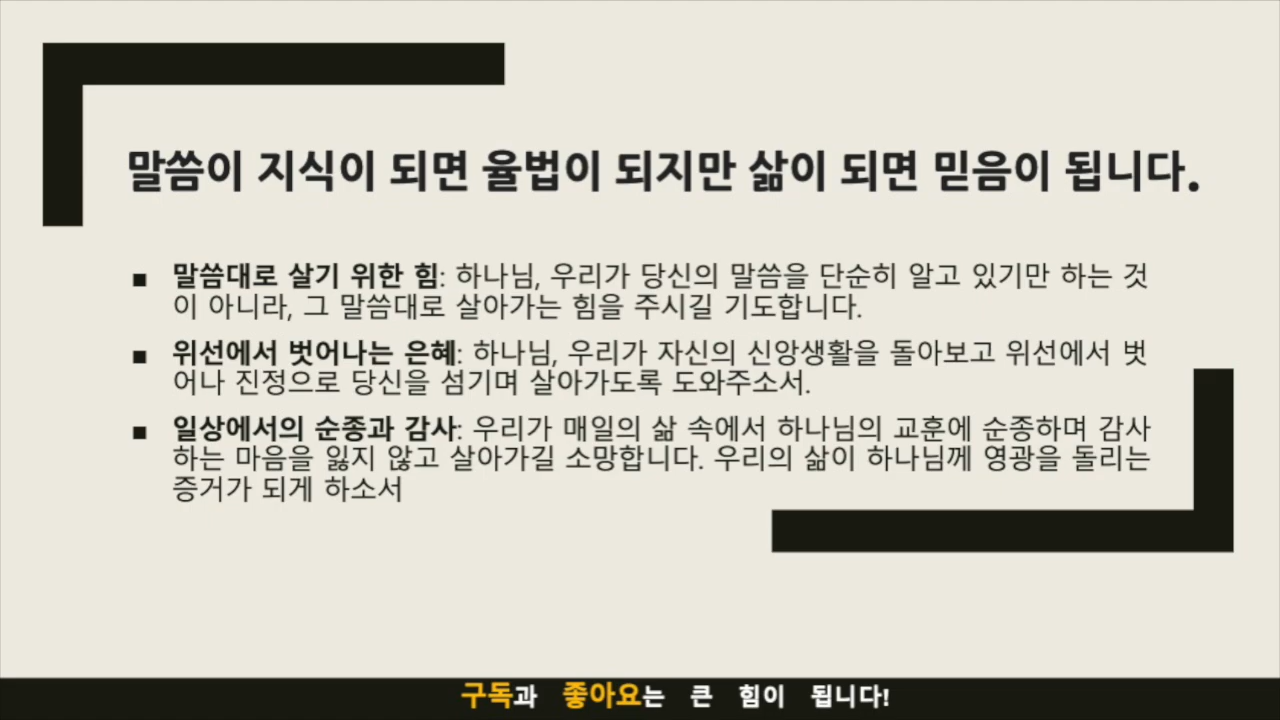 말씀이 지식이 되면 율법이 되지만 삶이 되면 믿음이 됩니다.
■ 말씀대로 살기 위한 힘: 하나님, 우리가 당신의 말씀을 단순히 알고 있기만 하는 것
이 아니라, 그 말씀대로 살아가는 힘을 주시길 기도합니다.
■ 위선에서 벗어나는 은혜: 하나님, 우리가 자신의 신앙생활을 돌아보고 위선에서 벗
어나 진정으로 당신을 섬기며 살아가도록 도와주소서.
■ 일상에서의 순종과 감사: 우리가 매일의 삶 속에서 하나님의 교훈에 순종하며 감사
하는 마음을 잃지 않고 살아가길 소망합니다. 우리의 삶이 하나님께 영광을 돌리는
증거가 되게 하소서
구독과 좋아요는 큰 힘이 됩니다!